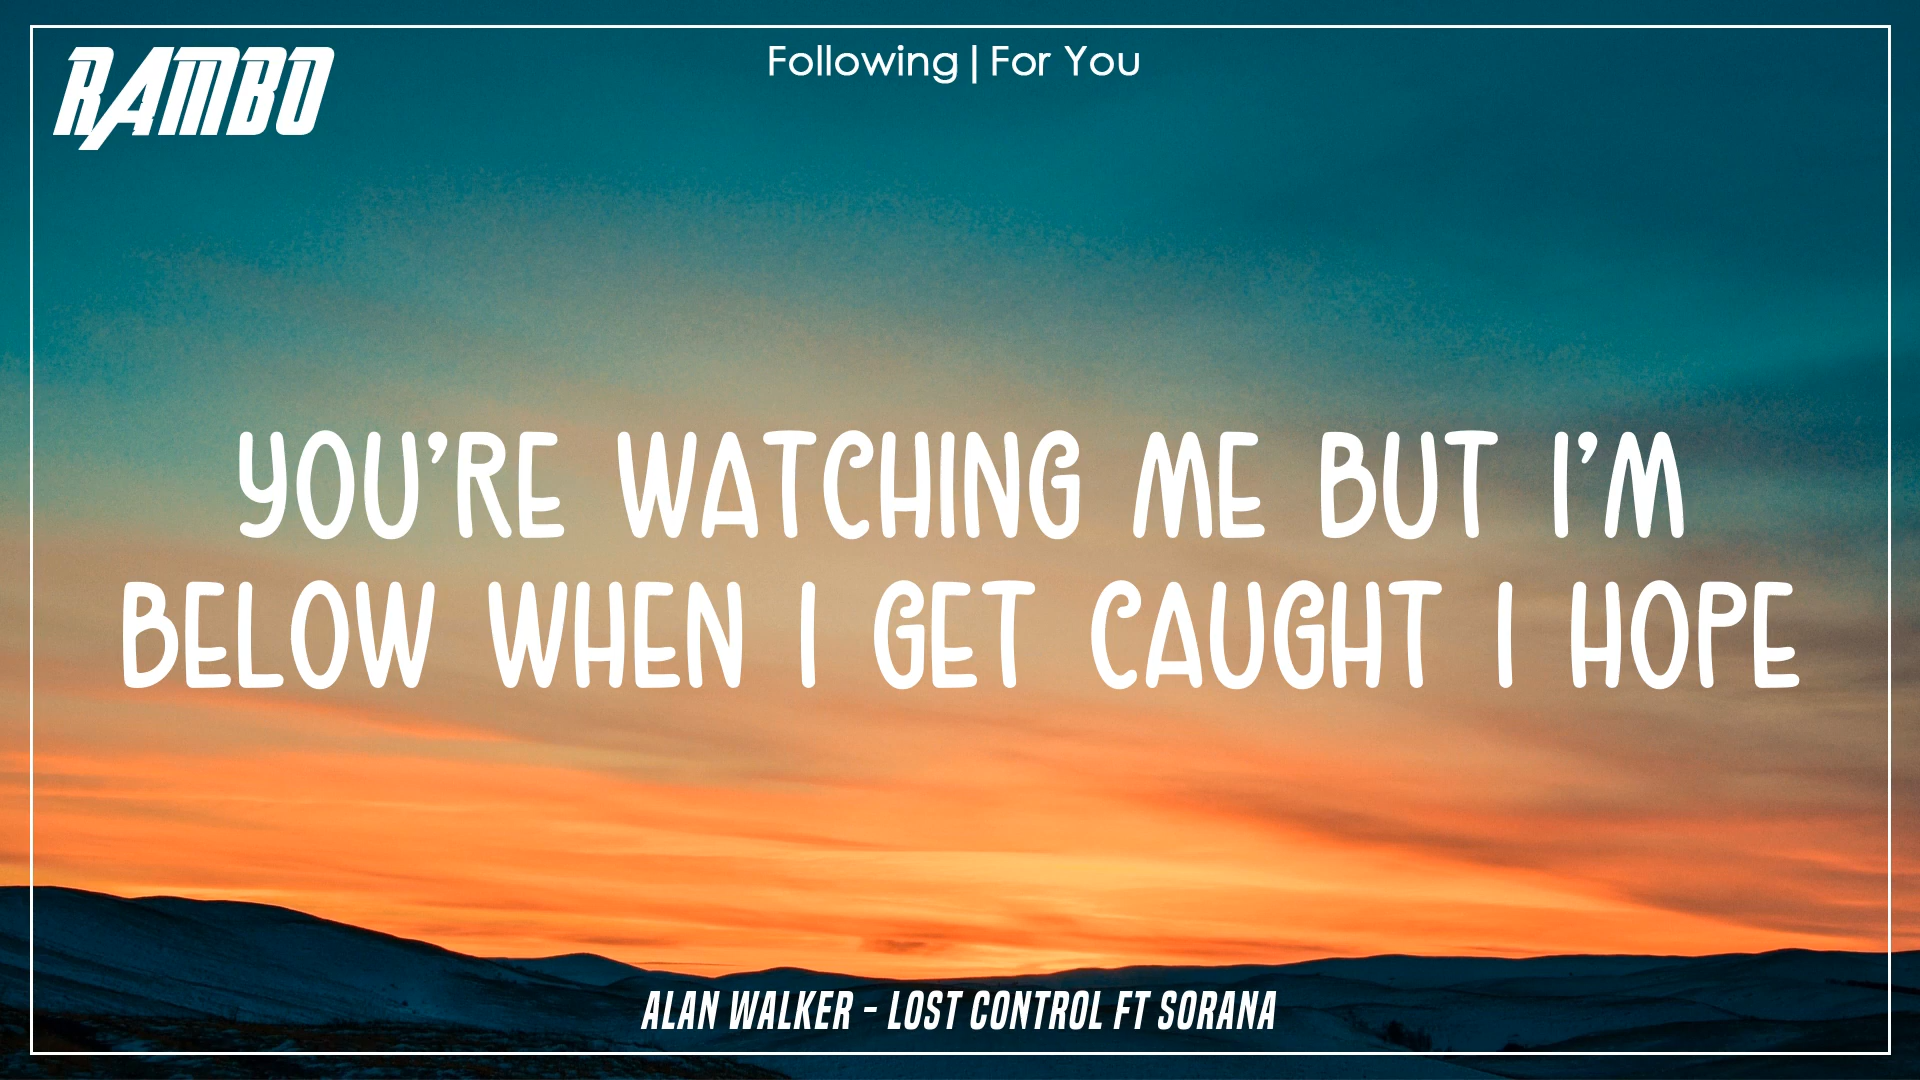 RAMBO
Following | For You
YOU'RE WATCHING ME BUT I'M
BELOW WHEN I GET CAUGHT I HOPE
ALAN WALKER - LOST CONTROL FT SORANA